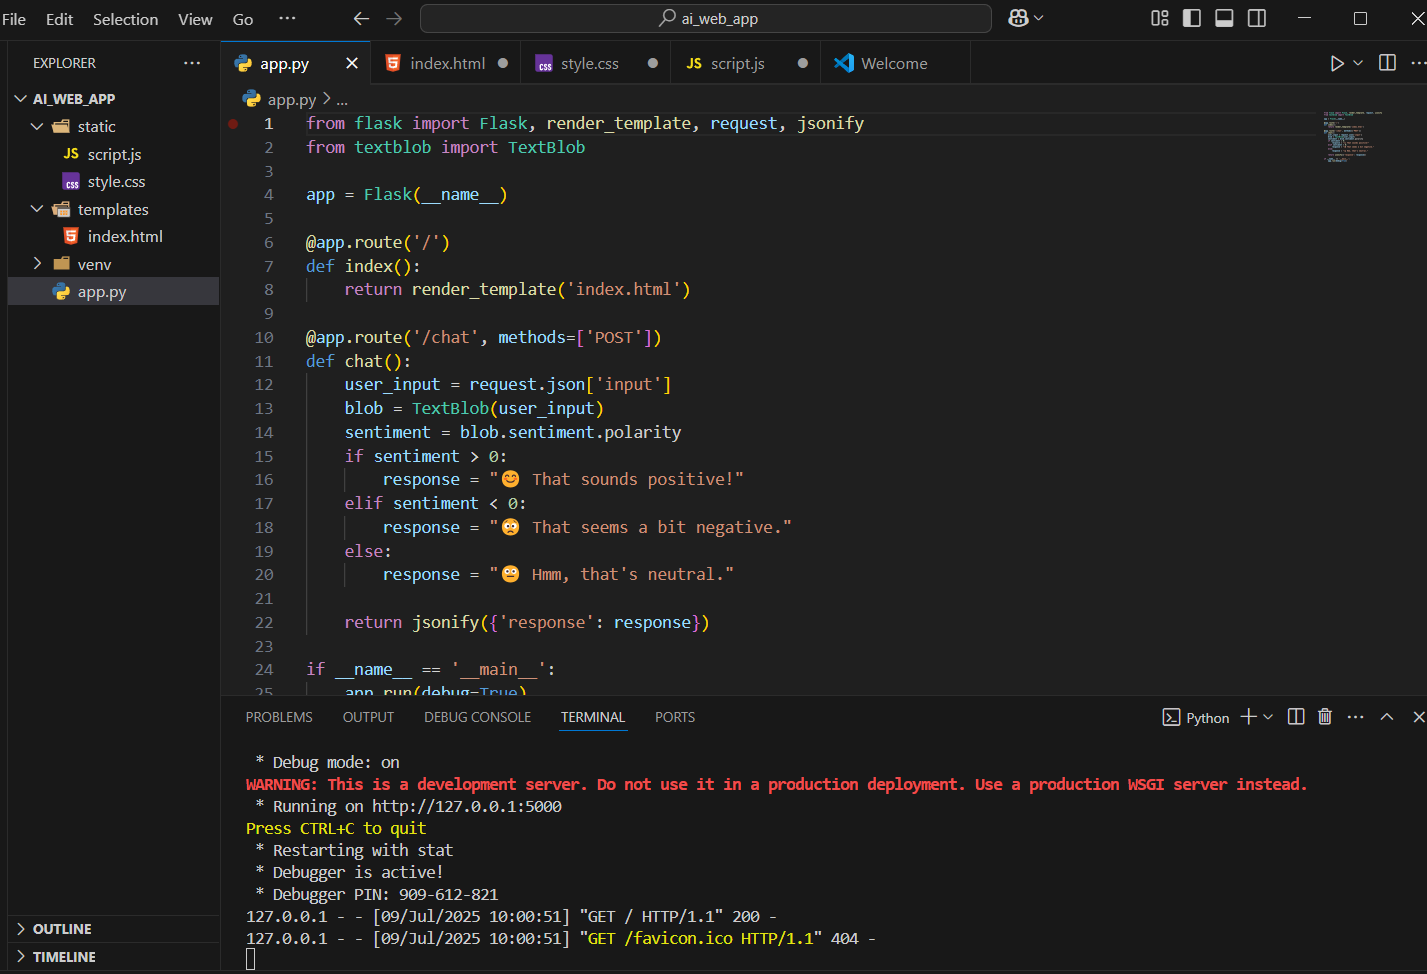 File Edit Selection View Go ··· ai_web_app
EXPLORER ···
app.py index.html style.css script.js Welcome
AI_WEB_APP
static
JS script.js
css style.css
templates
index.html
venv
app.py
OUTLINE
TIMELINE
app.py > ...
1 from flask import Flask, render_template, request, jsonify
2 from textblob import TextBlob
3
4 app = Flask(__name__)
5
6 @app.route('/')
7 def index():
8     return render_template('index.html')
9
10 @app.route('/chat', methods=['POST'])
11 def chat():
12     user_input = request.json['input']
13     blob = TextBlob(user_input)
14     sentiment = blob.sentiment.polarity
15     if sentiment > 0:
16         response = "😊 That sounds positive!"
17     elif sentiment < 0:
18         response = "😟 That seems a bit negative."
19     else:
20         response = "😐 Hmm, that's neutral."
21
22     return jsonify({'response': response})
23
24 if __name__ == '__main__':
25     app.run(debug=True)
PROBLEMS OUTPUT DEBUG CONSOLE TERMINAL PORTS Python
* Debug mode: on
WARNING: This is a development server. Do not use it in a production deployment. Use a production WSGI server instead.
* Running on http://127.0.0.1:5000
Press CTRL+C to quit
* Restarting with stat
* Debugger is active!
* Debugger PIN: 909-612-821
127.0.0.1 - - [09/Jul/2025 10:00:51] "GET / HTTP/1.1" 200 -
127.0.0.1 - - [09/Jul/2025 10:00:51] "GET /favicon.ico HTTP/1.1" 404 -